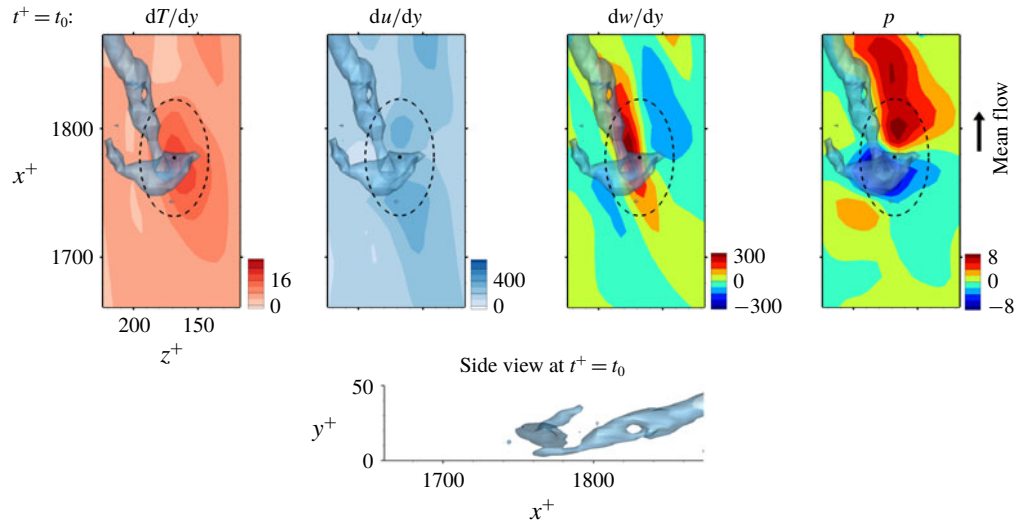 t⁺ = t₀: dT/dy du/dy dw/dy p
1800
x⁺
1700
16
0
400
0
300
0
−300
8
0
−8
Mean flow
200 150
z⁺
Side view at t⁺ = t₀
50
y⁺
0
1700 1800
x⁺